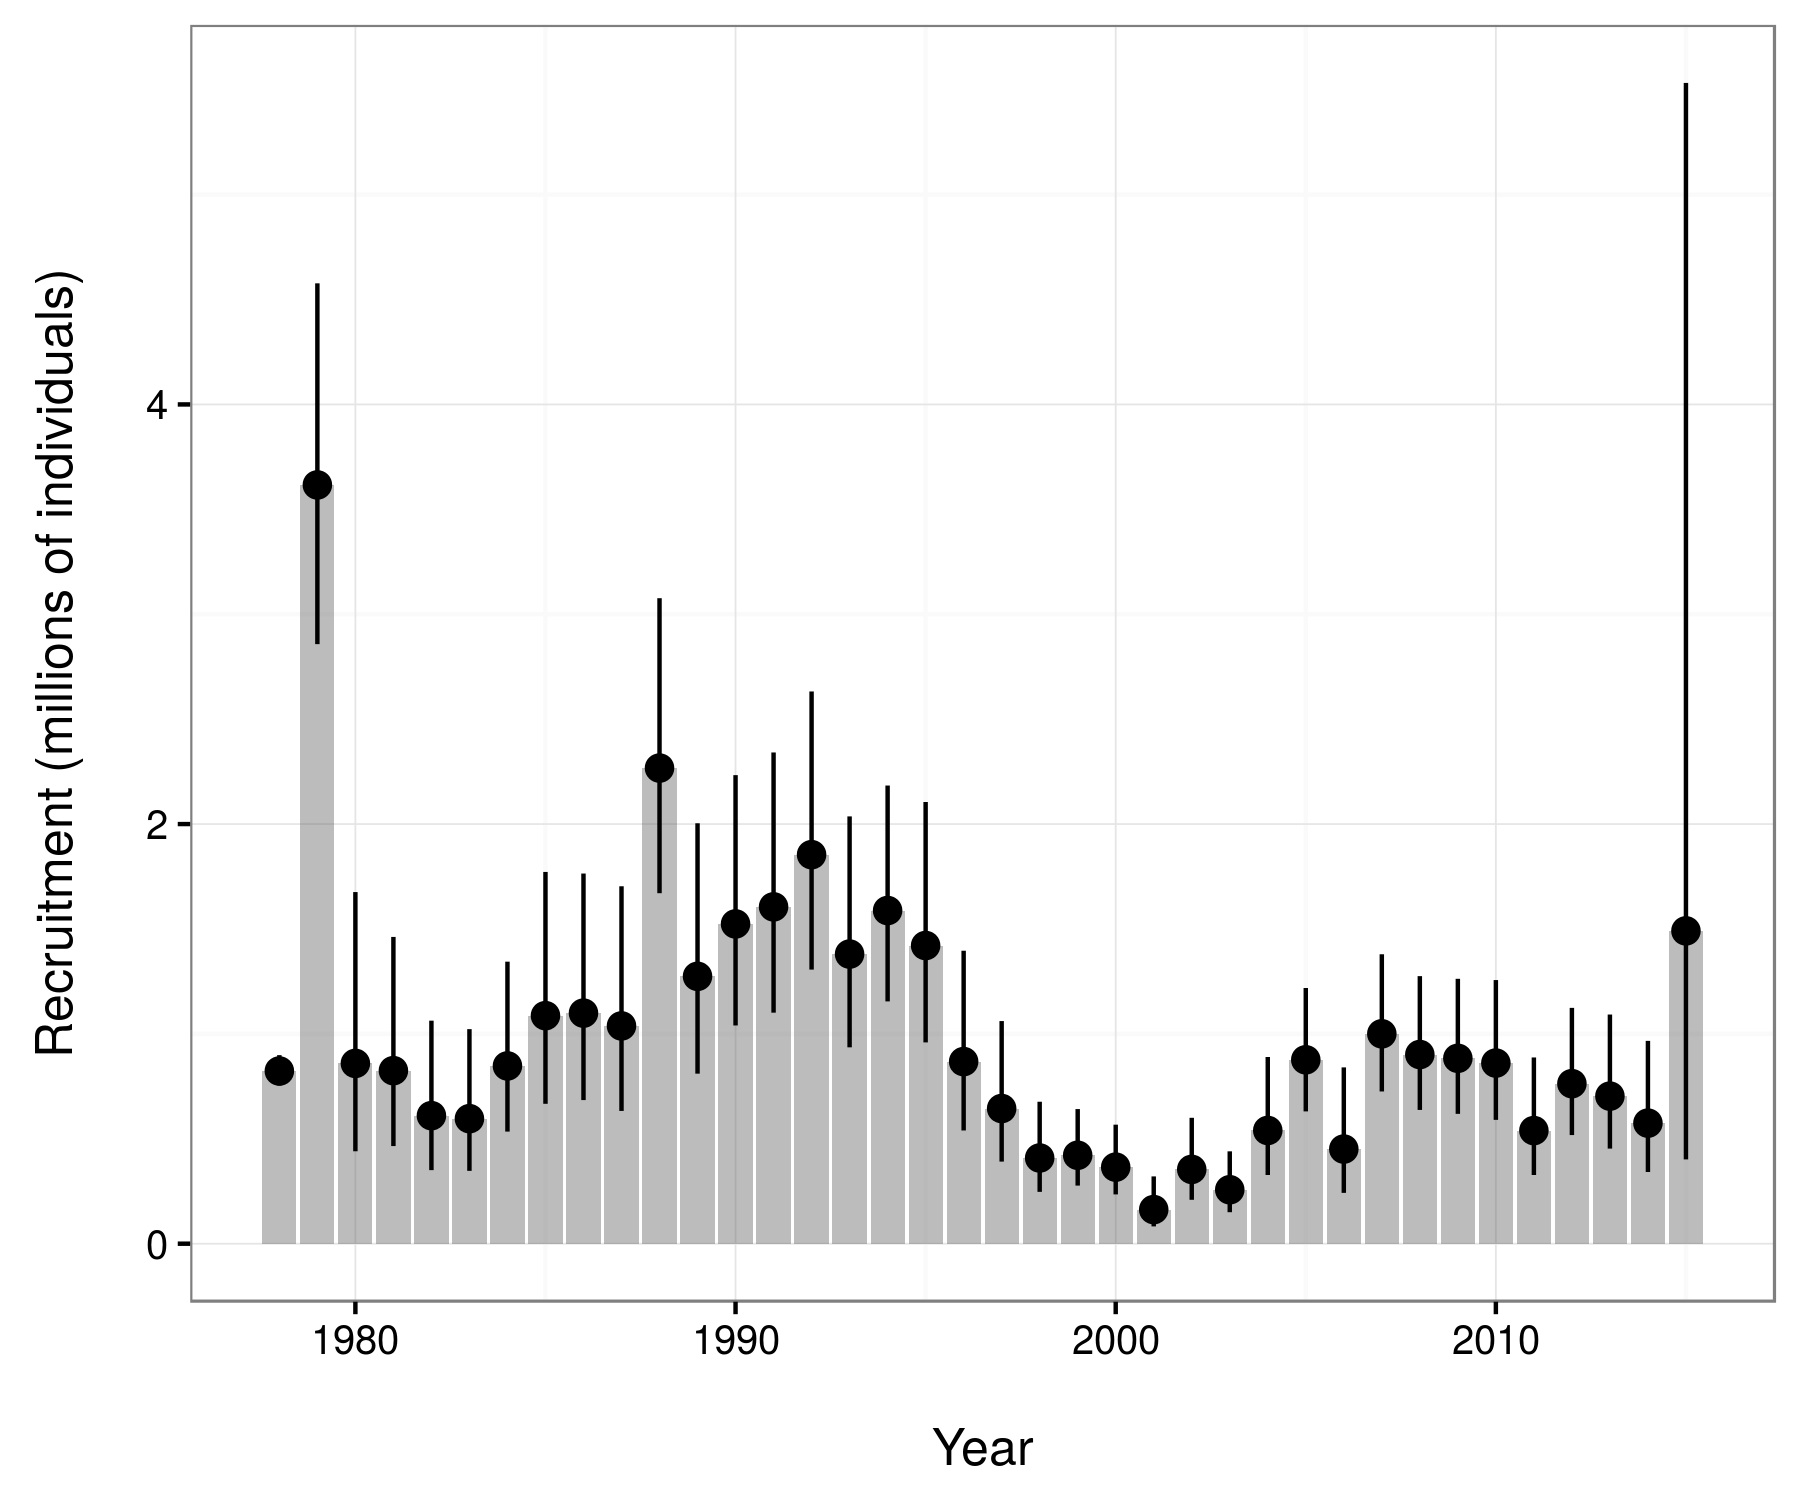 Recruitment (millions of individuals)
4
2
0
1980 1990 2000 2010
Year